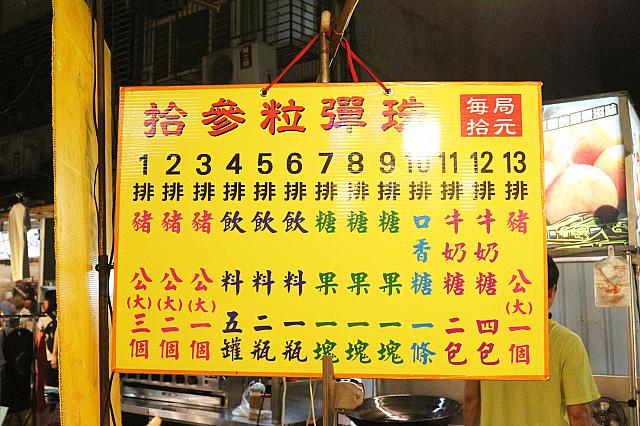 拾參粒彈珠
每局
拾元
1 2 3 4 5 6 7 8 9 10 11 12 13
排 排 排 排 排 排 排 排 排 排 排 排 排
豬公(大)三個
豬公(大)二個
豬公(大)一個
飲料五罐
飲料二瓶
飲料一瓶
糖果一塊
糖果一塊
糖果一塊
口香糖一條
牛奶糖二包
牛奶糖四包
豬公(大)一個